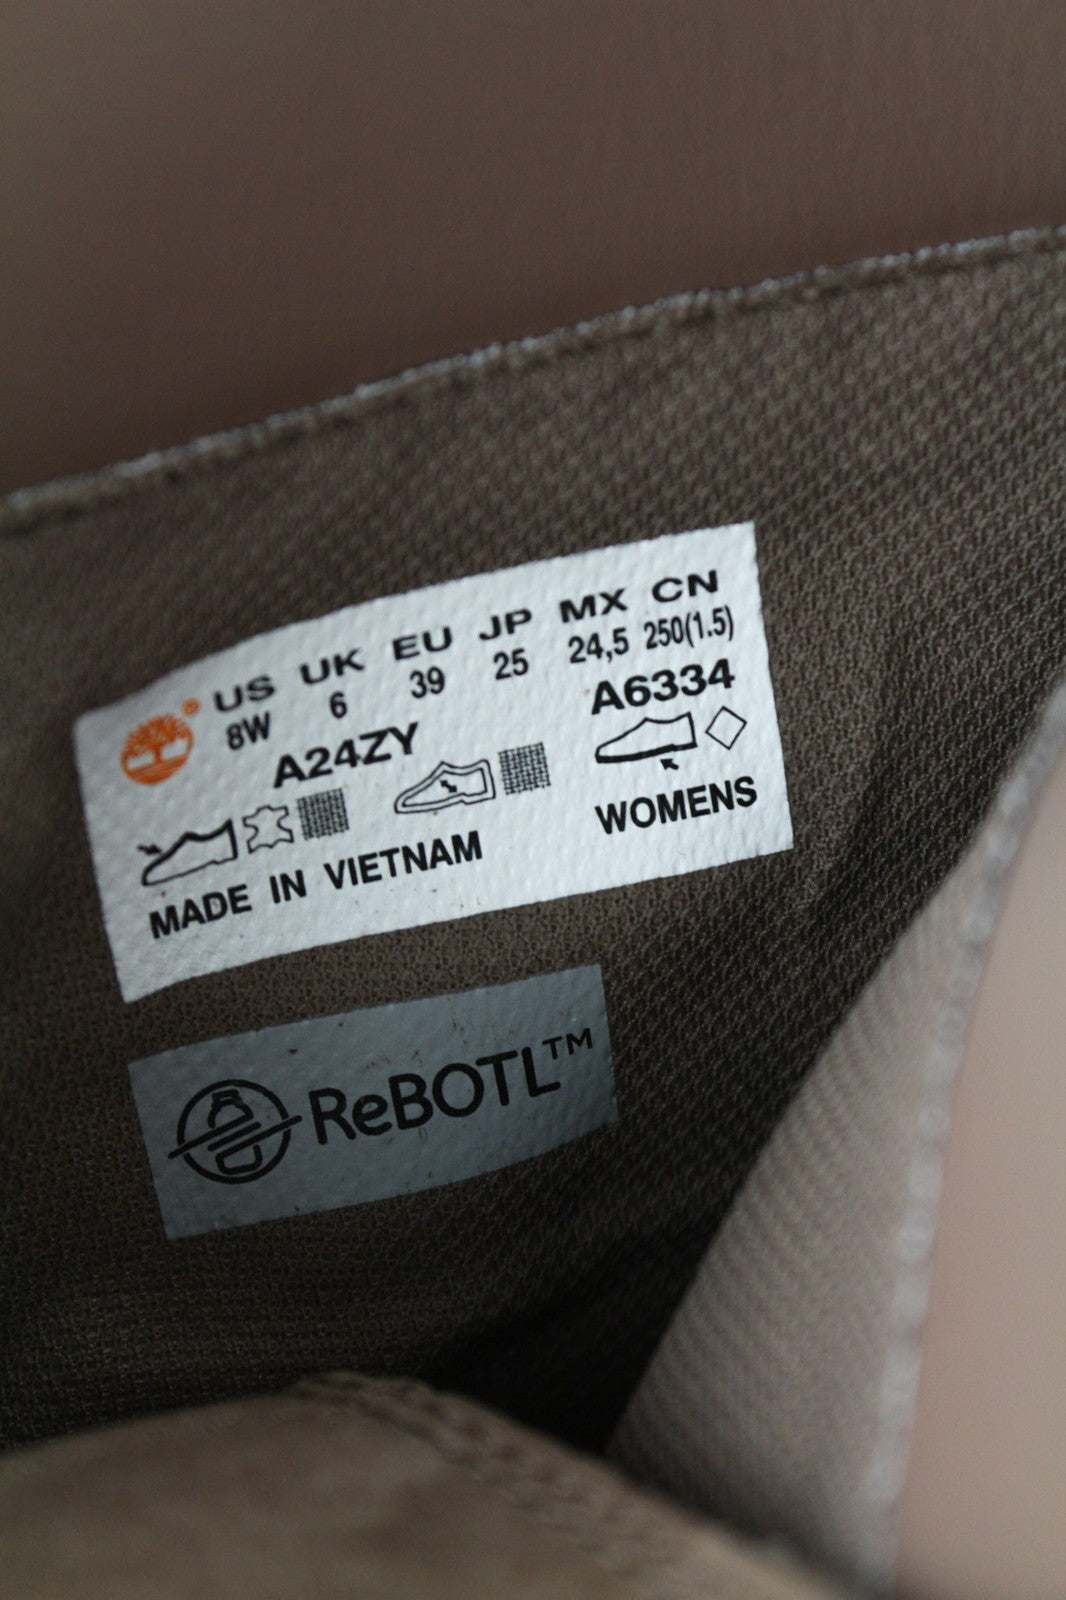 US UK EU JP MX CN
8W 6 39 25 24,5 250(1.5)
A24ZY A6334
MADE IN VIETNAM WOMENS
ReBOTL™